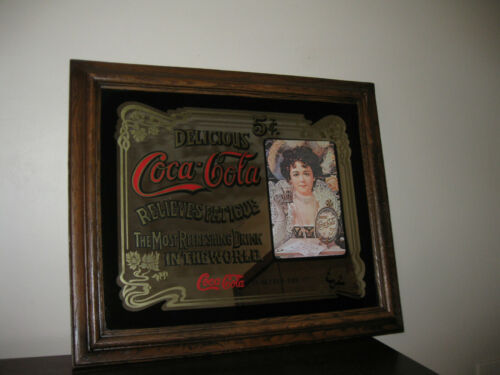 5¢
DELICIOUS
Coca-Cola
RELIEVES FATIGUE
THE MOST REFRESHING DRINK
IN THE WORLD.
Coca-Cola